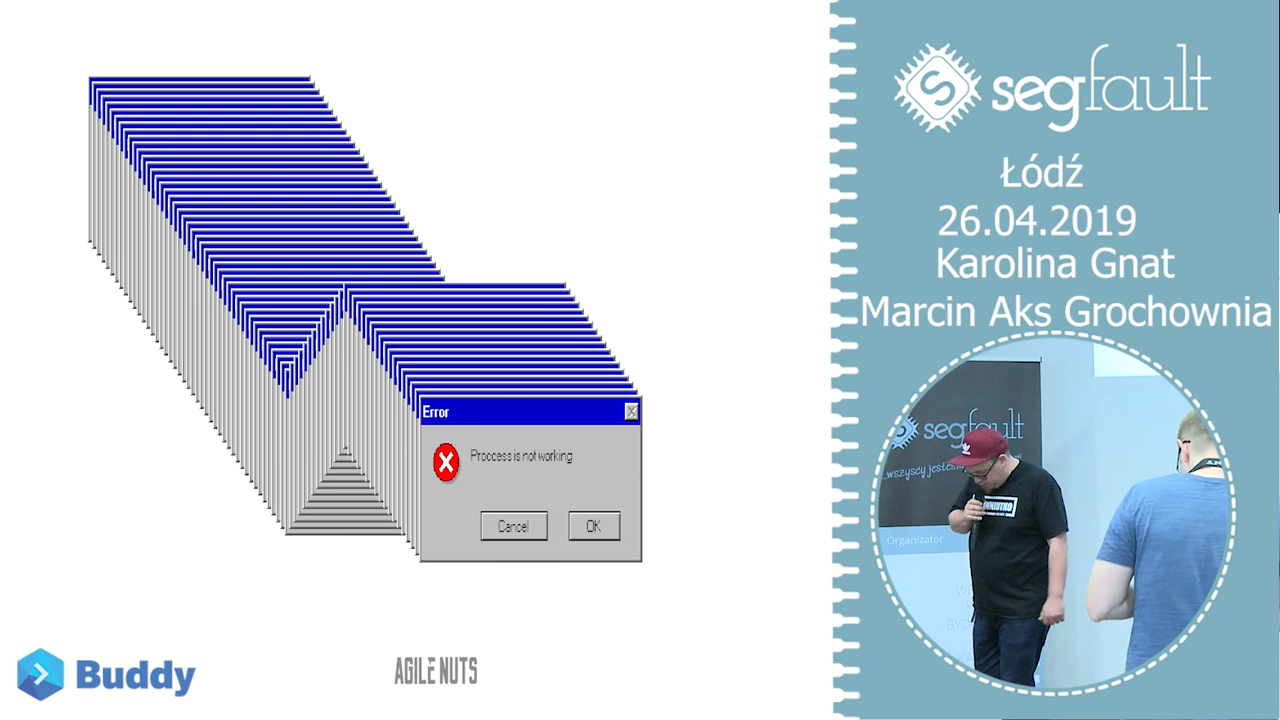 Error
Proccess is not working
Cancel
OK
Buddy
AGILE NUTS
segfault
Łódź
26.04.2019
Karolina Gnat
Marcin Aks Grochownia
segfault
Organizator